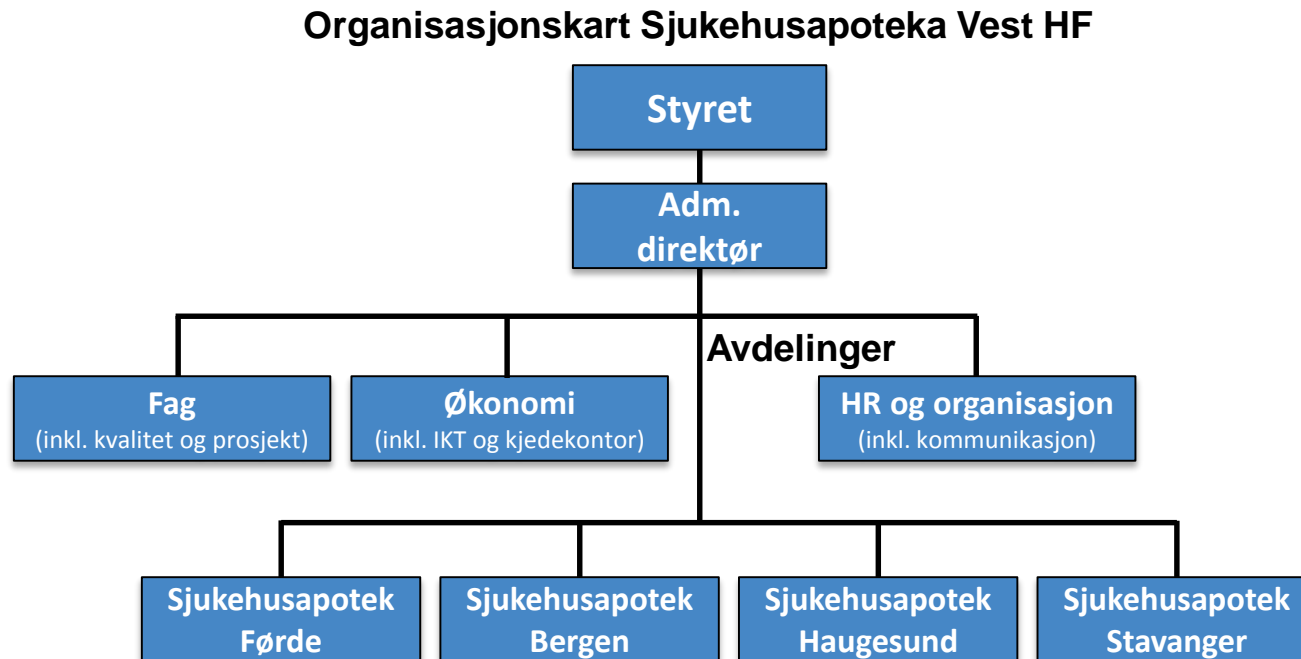 Organisasjonskart Sjukehusapoteka Vest HF
Styret
Adm.
direktør
Avdelinger
Fag
(inkl. kvalitet og prosjekt)
Økonomi
(inkl. IKT og kjedekontor)
HR og organisasjon
(inkl. kommunikasjon)
Sjukehusapotek
Førde
Sjukehusapotek
Bergen
Sjukehusapotek
Haugesund
Sjukehusapotek
Stavanger